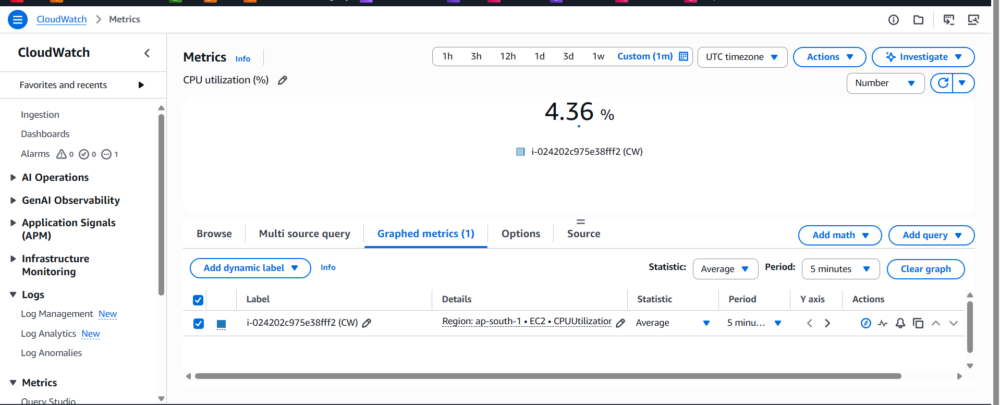 CloudWatch > Metrics
CloudWatch
Favorites and recents
Ingestion
Dashboards
Alarms 0 0 1
AI Operations
GenAI Observability
Application Signals
(APM)
Infrastructure
Monitoring
Logs
Log Management New
Log Analytics New
Log Anomalies
Metrics
Query Studio
Metrics Info
1h 3h 12h 1d 3d 1w Custom (1m) UTC timezone Actions Investigate
CPU utilization (%)
Number
4.36 %
i-024202c975e38fff2 (CW)
Browse Multi source query Graphed metrics (1) Options Source Add math Add query
Add dynamic label Info Statistic: Average Period: 5 minutes Clear graph
Label Details Statistic Period Y axis Actions
i-024202c975e38fff2 (CW) Region: ap-south-1 • EC2 • CPUUtilization Average 5 minu...